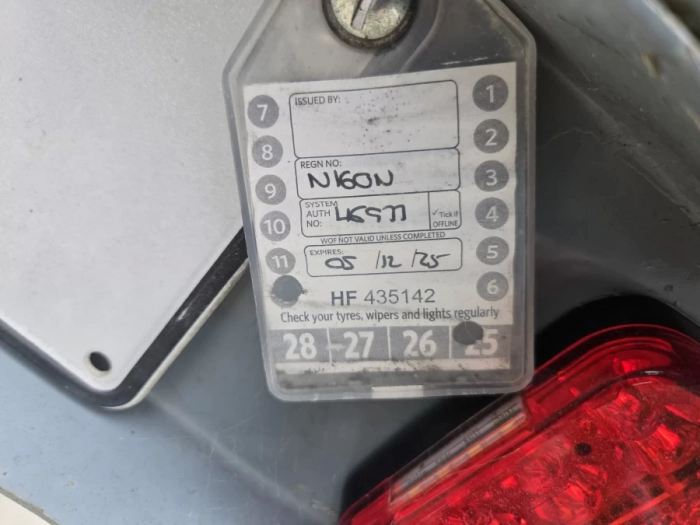 7 ISSUED BY: 1
8 2
REGN NO:
9 N160N 3
SYSTEM
AUTH
NO: ✓Tick if
OFFLINE
10 4
WOF NOT VALID UNLESS COMPLETED
EXPIRES:
11 05 /12 /25 5
6
HF 435142
Check your tyres, wipers and lights regularly
28 27 26 25